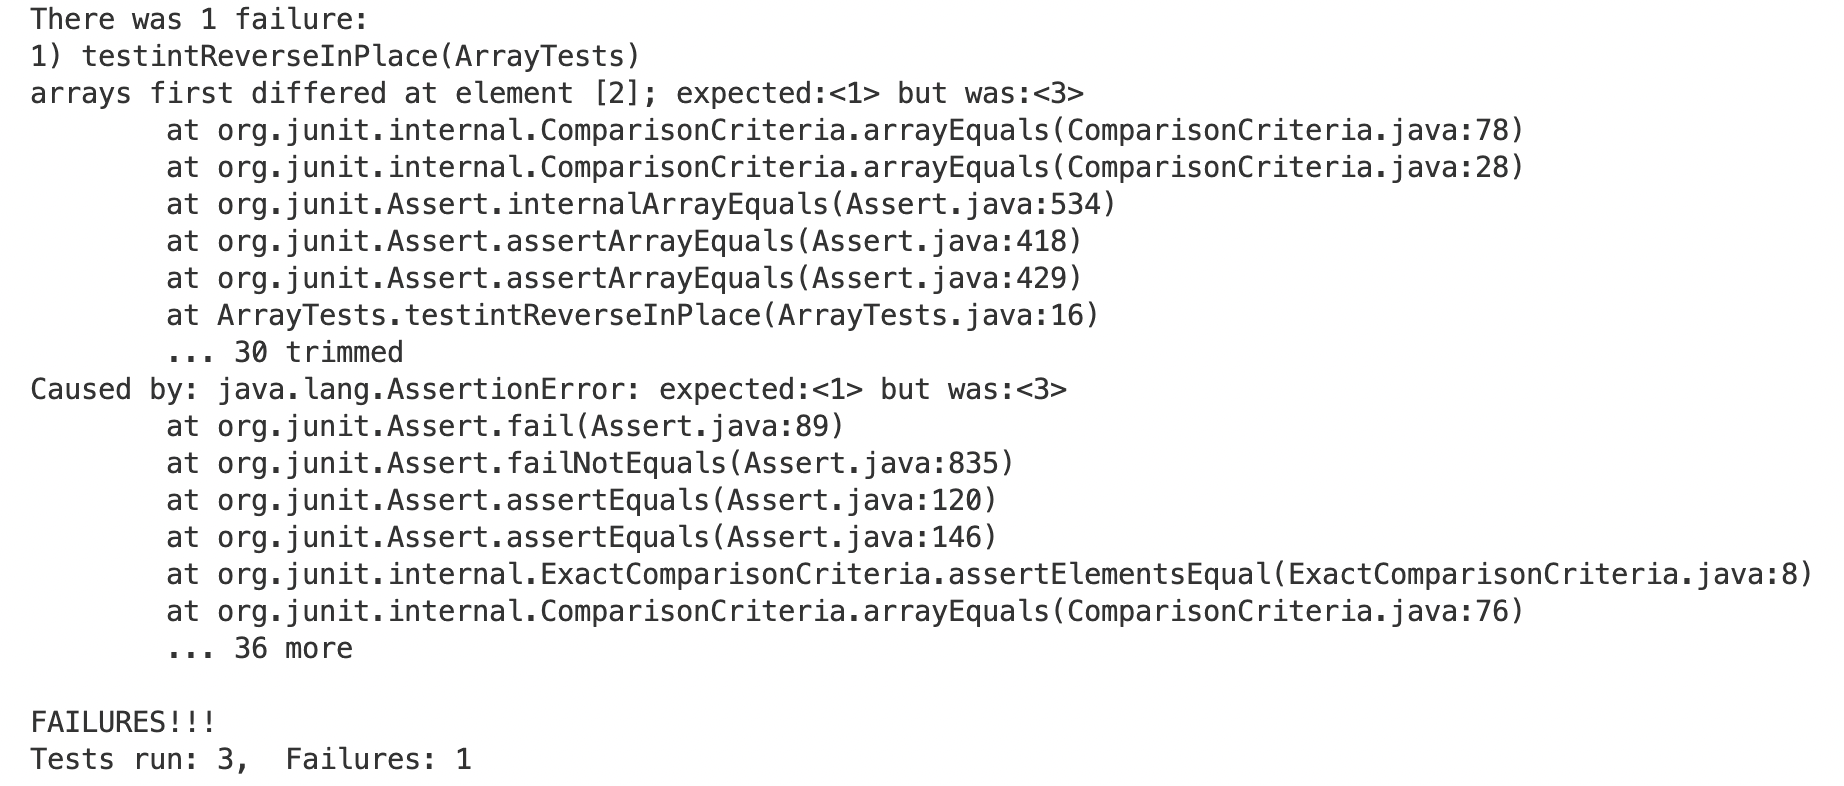 There was 1 failure:
1) testintReverseInPlace(ArrayTests)
arrays first differed at element [2]; expected:<1> but was:<3>
        at org.junit.internal.ComparisonCriteria.arrayEquals(ComparisonCriteria.java:78)
        at org.junit.internal.ComparisonCriteria.arrayEquals(ComparisonCriteria.java:28)
        at org.junit.Assert.internalArrayEquals(Assert.java:534)
        at org.junit.Assert.assertArrayEquals(Assert.java:418)
        at org.junit.Assert.assertArrayEquals(Assert.java:429)
        at ArrayTests.testintReverseInPlace(ArrayTests.java:16)
        ... 30 trimmed
Caused by: java.lang.AssertionError: expected:<1> but was:<3>
        at org.junit.Assert.fail(Assert.java:89)
        at org.junit.Assert.failNotEquals(Assert.java:835)
        at org.junit.Assert.assertEquals(Assert.java:120)
        at org.junit.Assert.assertEquals(Assert.java:146)
        at org.junit.internal.ExactComparisonCriteria.assertElementsEqual(ExactComparisonCriteria.java:8)
        at org.junit.internal.ComparisonCriteria.arrayEquals(ComparisonCriteria.java:76)
        ... 36 more

FAILURES!!!
Tests run: 3,  Failures: 1